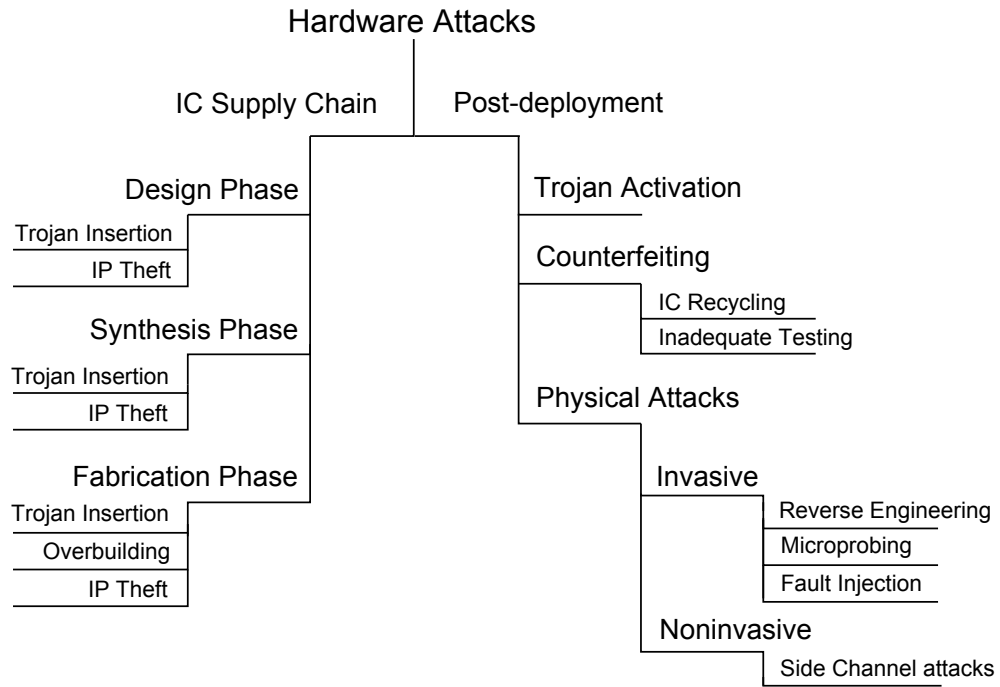 Hardware Attacks
IC Supply Chain
Post-deployment
Design Phase
Trojan Insertion
IP Theft
Synthesis Phase
Trojan Insertion
IP Theft
Fabrication Phase
Trojan Insertion
Overbuilding
IP Theft
Trojan Activation
Counterfeiting
IC Recycling
Inadequate Testing
Physical Attacks
Invasive
Reverse Engineering
Microprobing
Fault Injection
Noninvasive
Side Channel attacks